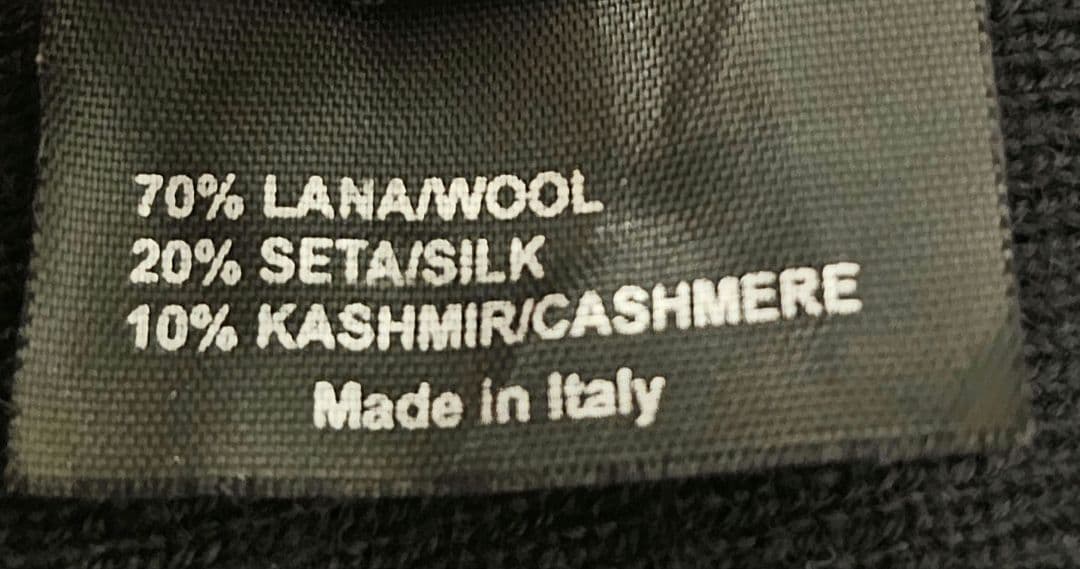 70% LANA/WOOL
20% SETA/SILK
10% KASHMIR/CASHMERE
Made in Italy